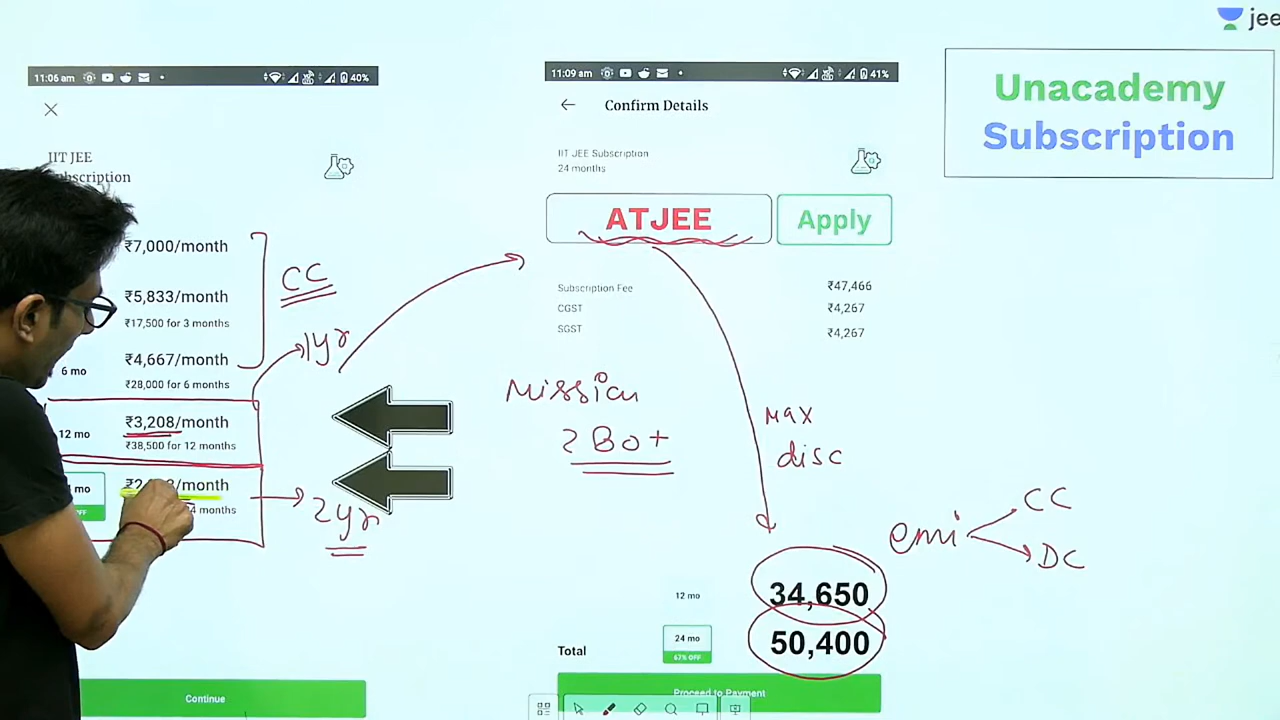 jee
Unacademy
Subscription
11:06 am
40%
IIT JEE
₹7,000/month
₹5,833/month
₹17,500 for 3 months
₹4,667/month
6 mo
₹28,000 for 6 months
₹3,208/month
12 mo
₹38,500 for 12 months
/month
mo
OFF
months
Continue
CC
1yr
2yr
11:09 am
41%
Confirm Details
IIT JEE Subscription
24 months
ATJEE
Apply
Subscription Fee
₹47,466
CGST
₹4,267
SGST
₹4,267
Mission
2Bo+
Max
disc
emi
CC
DC
12 mo
34,650
Total
24 mo
67% OFF
50,400
Proceed to Payment